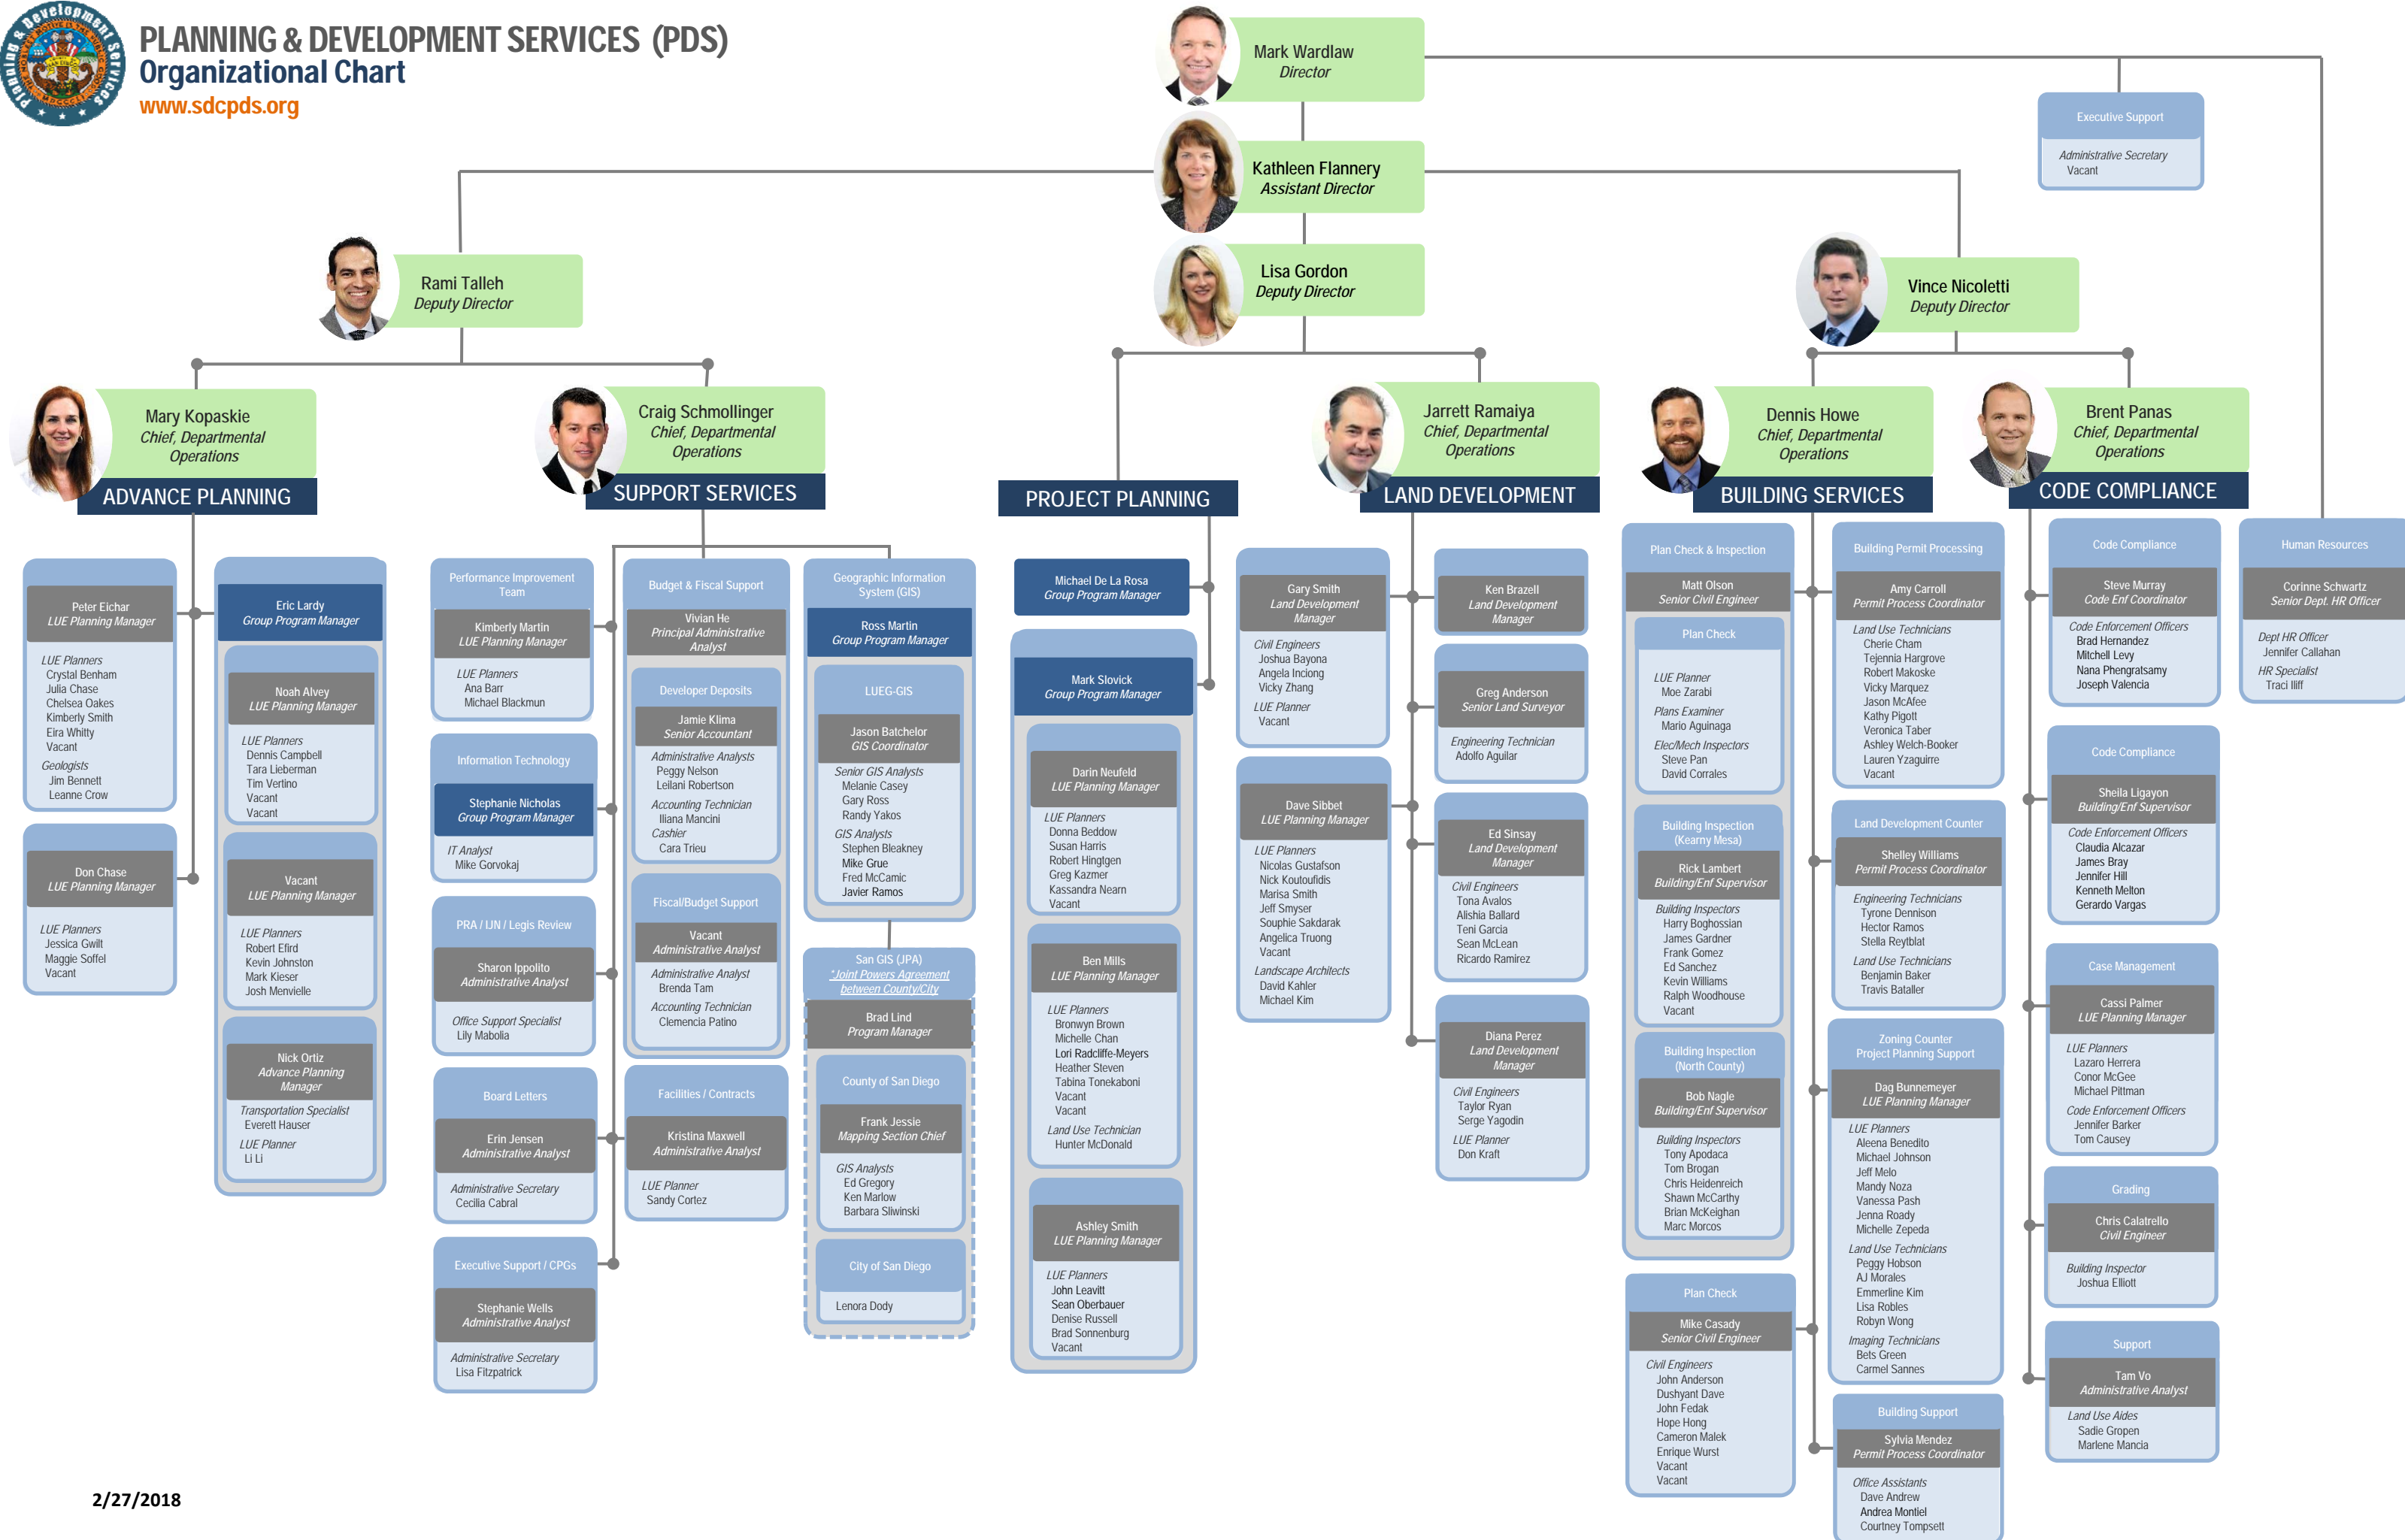 Planning & Development Services
PLANNING & DEVELOPMENT SERVICES (PDS)
Organizational Chart
www.sdcpds.org
Mark Wardlaw
Director
Kathleen Flannery
Assistant Director
Executive Support
Administrative Secretary
Vacant
Rami Talleh
Deputy Director
Lisa Gordon
Deputy Director
Vince Nicoletti
Deputy Director
Mary Kopaskie
Chief, Departmental
Operations
ADVANCE PLANNING
Craig Schmollinger
Chief, Departmental
Operations
SUPPORT SERVICES
PROJECT PLANNING
Jarrett Ramaiya
Chief, Departmental
Operations
LAND DEVELOPMENT
Dennis Howe
Chief, Departmental
Operations
BUILDING SERVICES
Brent Panas
Chief, Departmental
Operations
CODE COMPLIANCE
Peter Eichar
LUE Planning Manager
LUE Planners
Crystal Benham
Julia Chase
Chelsea Oakes
Kimberly Smith
Eira Whitty
Vacant
Geologists
Jim Bennett
Leanne Crow
Don Chase
LUE Planning Manager
LUE Planners
Jessica Gwilt
Maggie Soffel
Vacant
Eric Lardy
Group Program Manager
Noah Alvey
LUE Planning Manager
LUE Planners
Dennis Campbell
Tara Lieberman
Tim Vertino
Vacant
Vacant
Vacant
LUE Planning Manager
LUE Planners
Robert Efird
Kevin Johnston
Mark Kieser
Josh Menvielle
Nick Ortiz
Advance Planning
Manager
Transportation Specialist
Everett Hauser
LUE Planner
Li Li
Performance Improvement
Team
Kimberly Martin
LUE Planning Manager
LUE Planners
Ana Barr
Michael Blackmun
Information Technology
Stephanie Nicholas
Group Program Manager
IT Analyst
Mike Gorvokaj
PRA / IJN / Legis Review
Sharon Ippolito
Administrative Analyst
Office Support Specialist
Lily Mabolia
Board Letters
Erin Jensen
Administrative Analyst
Administrative Secretary
Cecilia Cabral
Executive Support / CPGs
Stephanie Wells
Administrative Analyst
Administrative Secretary
Lisa Fitzpatrick
Budget & Fiscal Support
Vivian He
Principal Administrative
Analyst
Developer Deposits
Jamie Klima
Senior Accountant
Administrative Analysts
Peggy Nelson
Leilani Robertson
Accounting Technician
Iliana Mancini
Cashier
Cara Trieu
Fiscal/Budget Support
Vacant
Administrative Analyst
Administrative Analyst
Brenda Tam
Accounting Technician
Clemencia Patino
Facilities / Contracts
Kristina Maxwell
Administrative Analyst
LUE Planner
Sandy Cortez
Geographic Information
System (GIS)
Ross Martin
Group Program Manager
LUEG-GIS
Jason Batchelor
GIS Coordinator
Senior GIS Analysts
Melanie Casey
Gary Ross
Randy Yakos
GIS Analysts
Stephen Bleakney
Mike Grue
Fred McCamic
Javier Ramos
San GIS (JPA)
*Joint Powers Agreement
between County/City
Brad Lind
Program Manager
County of San Diego
Frank Jessie
Mapping Section Chief
GIS Analysts
Ed Gregory
Ken Marlow
Barbara Sliwinski
City of San Diego
Lenora Dody
Michael De La Rosa
Group Program Manager
Mark Slovick
Group Program Manager
Darin Neufeld
LUE Planning Manager
LUE Planners
Donna Beddow
Susan Harris
Robert Hingtgen
Greg Kazmer
Kassandra Nearn
Vacant
Ben Mills
LUE Planning Manager
LUE Planners
Bronwyn Brown
Michelle Chan
Lori Radcliffe-Meyers
Heather Steven
Tabina Tonekaboni
Vacant
Vacant
Land Use Technician
Hunter McDonald
Ashley Smith
LUE Planning Manager
LUE Planners
John Leavitt
Sean Oberbauer
Denise Russell
Brad Sonnenburg
Vacant
Gary Smith
Land Development
Manager
Civil Engineers
Joshua Bayona
Angela Inciong
Vicky Zhang
LUE Planner
Vacant
Dave Sibbet
LUE Planning Manager
LUE Planners
Nicolas Gustafson
Nick Koutoufidis
Marisa Smith
Jeff Smyser
Souphie Sakdarak
Angelica Truong
Vacant
Landscape Architects
David Kahler
Michael Kim
Ken Brazell
Land Development
Manager
Greg Anderson
Senior Land Surveyor
Engineering Technician
Adolfo Aguilar
Ed Sinsay
Land Development
Manager
Civil Engineers
Tona Avalos
Alishia Ballard
Teni Garcia
Sean McLean
Ricardo Ramirez
Diana Perez
Land Development
Manager
Civil Engineers
Taylor Ryan
Serge Yagodin
LUE Planner
Don Kraft
Plan Check & Inspection
Matt Olson
Senior Civil Engineer
Plan Check
LUE Planner
Moe Zarabi
Plans Examiner
Mario Aguinaga
Elec/Mech Inspectors
Steve Pan
David Corrales
Building Inspection
(Kearny Mesa)
Rick Lambert
Building/Enf Supervisor
Building Inspectors
Harry Boghossian
James Gardner
Frank Gomez
Ed Sanchez
Kevin Williams
Ralph Woodhouse
Vacant
Building Inspection
(North County)
Bob Nagle
Building/Enf Supervisor
Building Inspectors
Tony Apodaca
Tom Brogan
Chris Heidenreich
Shawn McCarthy
Brian McKeighan
Marc Morcos
Plan Check
Mike Casady
Senior Civil Engineer
Civil Engineers
John Anderson
Dushyant Dave
John Fedak
Hope Hong
Cameron Malek
Enrique Wurst
Vacant
Vacant
Building Permit Processing
Amy Carroll
Permit Process Coordinator
Land Use Technicians
Cherie Cham
Tejennia Hargrove
Robert Makoske
Vicky Marquez
Jason McAfee
Kathy Pigott
Veronica Taber
Ashley Welch-Booker
Lauren Yzaguirre
Vacant
Land Development Counter
Shelley Williams
Permit Process Coordinator
Engineering Technicians
Tyrone Dennison
Hector Ramos
Stella Reytblat
Land Use Technicians
Benjamin Baker
Travis Bataller
Zoning Counter
Project Planning Support
Dag Bunnemeyer
LUE Planning Manager
LUE Planners
Aleena Benedito
Michael Johnson
Jeff Melo
Mandy Noza
Vanessa Pash
Jenna Roady
Michelle Zepeda
Land Use Technicians
Peggy Hobson
AJ Morales
Emmerline Kim
Lisa Robles
Robyn Wong
Imaging Technicians
Bets Green
Carmel Sannes
Building Support
Sylvia Mendez
Permit Process Coordinator
Office Assistants
Dave Andrew
Andrea Montiel
Courtney Tompsett
Code Compliance
Steve Murray
Code Enf Coordinator
Code Enforcement Officers
Brad Hernandez
Mitchell Levy
Nana Phengratsamy
Joseph Valencia
Code Compliance
Sheila Ligayon
Building/Enf Supervisor
Code Enforcement Officers
Claudia Alcazar
James Bray
Jennifer Hill
Kenneth Melton
Gerardo Vargas
Case Management
Cassi Palmer
LUE Planning Manager
LUE Planners
Lazaro Herrera
Conor McGee
Michael Pittman
Code Enforcement Officers
Jennifer Barker
Tom Causey
Grading
Chris Calatrello
Civil Engineer
Building Inspector
Joshua Elliott
Support
Tam Vo
Administrative Analyst
Land Use Aides
Sadie Gropen
Marlene Mancia
Human Resources
Corinne Schwartz
Senior Dept. HR Officer
Dept HR Officer
Jennifer Callahan
HR Specialist
Traci Iliff
2/27/2018